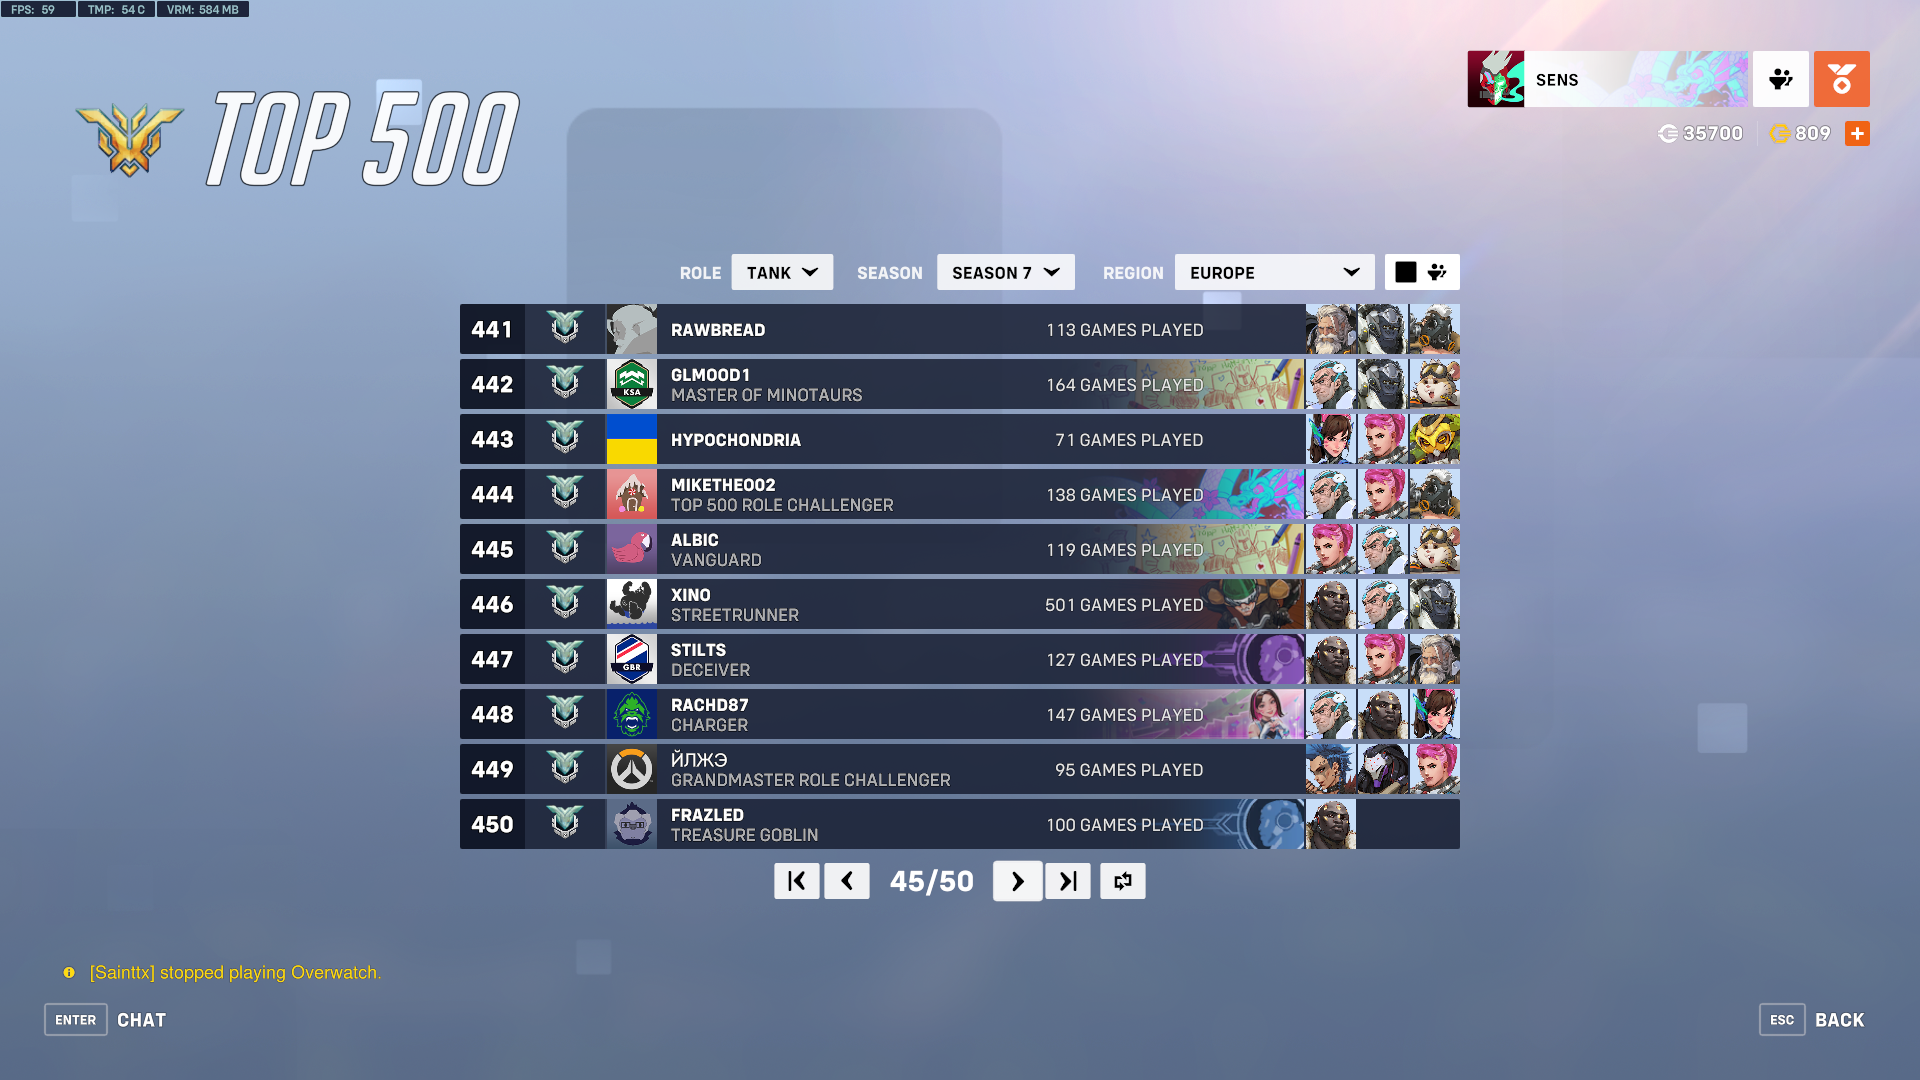 FPS: 59 TMP: 54 C VRM: 584 MB
TOP 500
SENS
35700 809
ROLE TANK SEASON SEASON 7 REGION EUROPE
441 RAWBREAD 113 GAMES PLAYED
442 KSA GLMOOD1 164 GAMES PLAYED
MASTER OF MINOTAURS
443 HYPOCHONDRIA 71 GAMES PLAYED
444 MIKETHEOO2 138 GAMES PLAYED
TOP 500 ROLE CHALLENGER
445 ALBIC 119 GAMES PLAYED
VANGUARD
446 XINO 501 GAMES PLAYED
STREETRUNNER
447 GBR STILTS 127 GAMES PLAYED
DECEIVER
448 RACHD87 147 GAMES PLAYED
CHARGER
449 ЙЛЖЭ 95 GAMES PLAYED
GRANDMASTER ROLE CHALLENGER
450 FRAZLED 100 GAMES PLAYED
TREASURE GOBLIN
45/50
[Sainttx] stopped playing Overwatch.
ENTER CHAT
ESC BACK